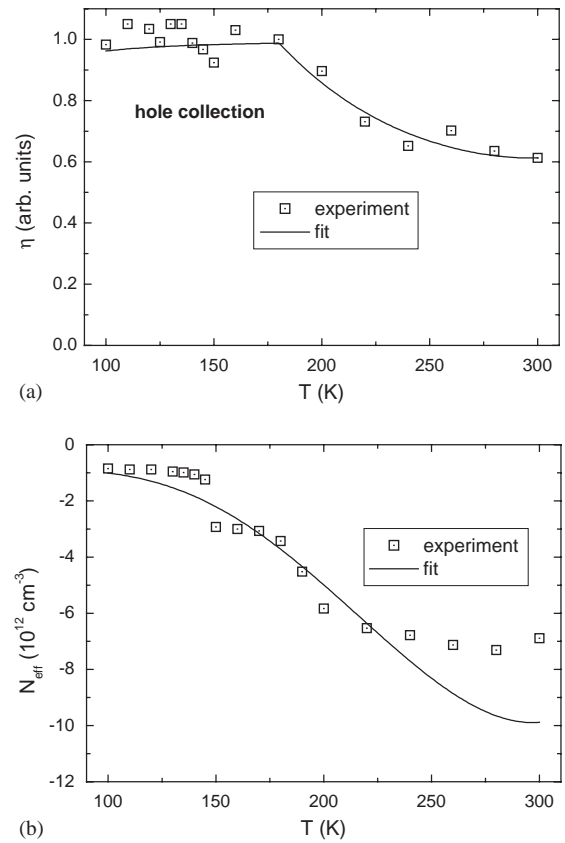 1.0
0.8
0.6
0.4
0.2
0.0
η (arb. units)
hole collection
experiment
fit
100 150 200 250 300
(a)
T (K)
0
-2
-4
-6
-8
-10
-12
N_eff (10^12 cm^-3)
experiment
fit
100 150 200 250 300
(b)
T (K)